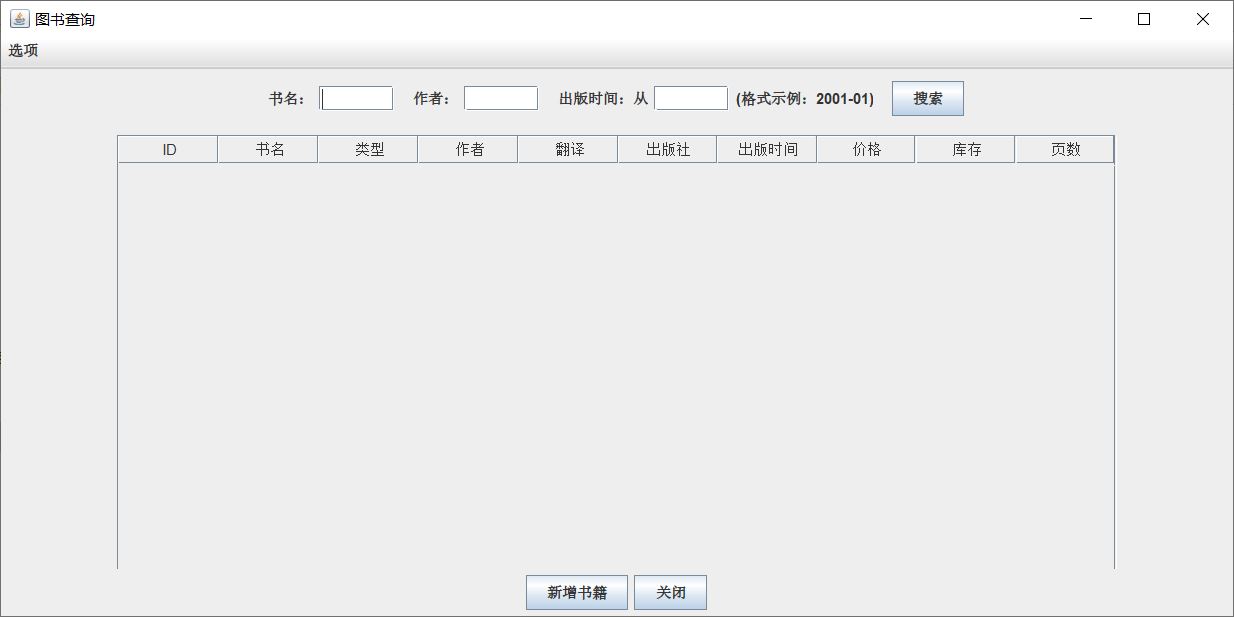 图书查询
选项
书名： 作者： 出版时间：从 (格式示例：2001-01) 搜索
ID 书名 类型 作者 翻译 出版社 出版时间 价格 库存 页数
新增书籍 关闭